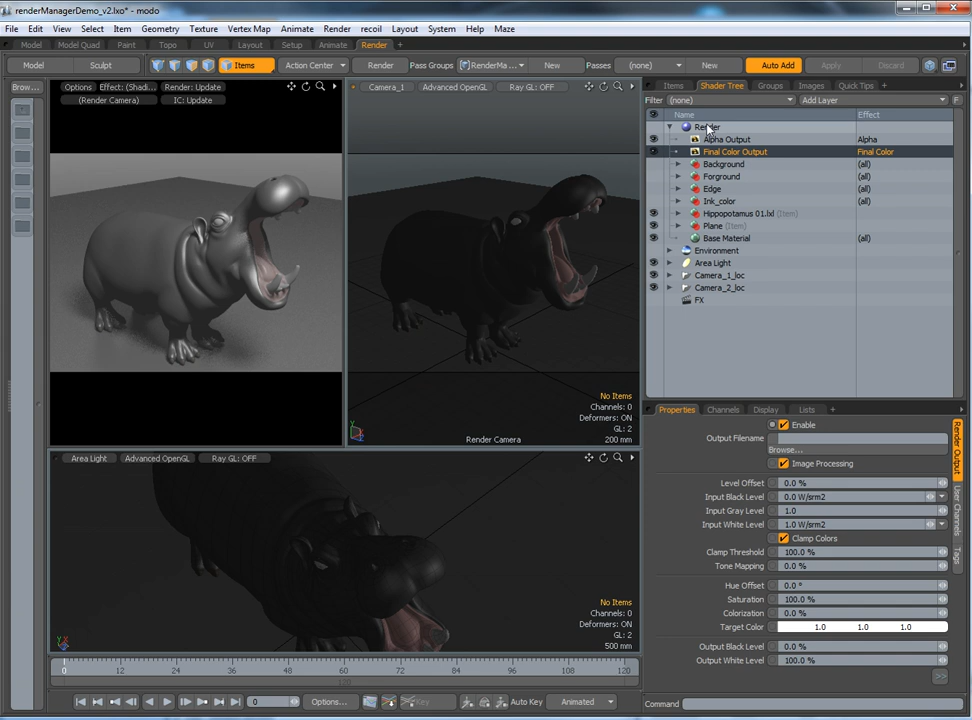 renderManagerDemo_v2.lxo* - modo
File Edit View Select Item Geometry Texture Vertex Map Animate Render recoil Layout System Help Maze
Model Model Quad Paint Topo UV Layout Setup Animate Render +
Model Sculpt Items Action Center Render Pass Groups (RenderMa ... New Passes (none) New Auto Add Apply Discard
Brow...
Options Effect: (Shadi... Render: Update
(Render Camera) IC: Update
Camera_1 Advanced OpenGL Ray GL: OFF
No Items
Channels: 0
Deformers: ON
GL: 2
200 mm
Render Camera
Area Light Advanced OpenGL Ray GL: OFF
No Items
Channels: 0
Deformers: ON
GL: 2
500 mm
Items Shader Tree Groups Images Quick Tips +
Filter (none) Add Layer F
Name Effect
Render
Alpha Output Alpha
Final Color Output Final Color
Background (all)
Forground (all)
Edge (all)
Ink_color (all)
Hippopotamus 01.lxl (Item)
Plane (Item)
Base Material (all)
Environment
Area Light
Camera_1_loc
Camera_2_loc
FX
Properties Channels Display Lists +
Enable
Output Filename
Browse...
Image Processing
Level Offset 0.0 %
Input Black Level 0.0 W/srm2
Input Gray Level 1.0
Input White Level 1.0 W/srm2
Clamp Colors
Clamp Threshold 100.0 %
Tone Mapping 0.0 %
Hue Offset 0.0 °
Saturation 100.0 %
Colorization 0.0 %
Target Color 1.0 1.0 1.0
Output Black Level 0.0 %
Output White Level 100.0 %
>>
Render Output
User Channels
Tags
0 12 24 36 48 60 72 84 96 108 120
0 Options... Key Auto Key Animated
Command